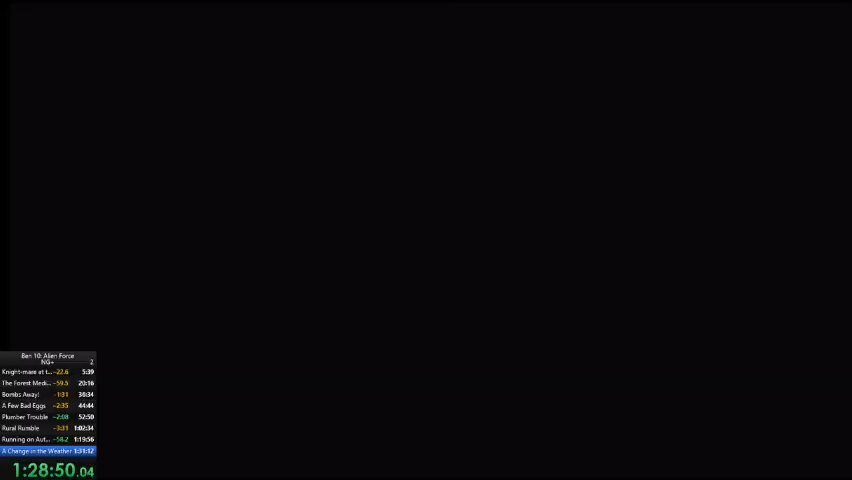 Ben 10: Alien Force
NG+ 2
Knight-mare at t... -22.6 5:39
The Forest Medi... -59.5 20:16
Bombs Away! -1:31 38:34
A Few Bad Eggs -2:35 44:44
Plumber Trouble -2:08 52:50
Rural Rumble -3:31 1:02:34
Running on Aut... -58.2 1:19:56
A Change in the Weather 1:31:12
1:28:50.04